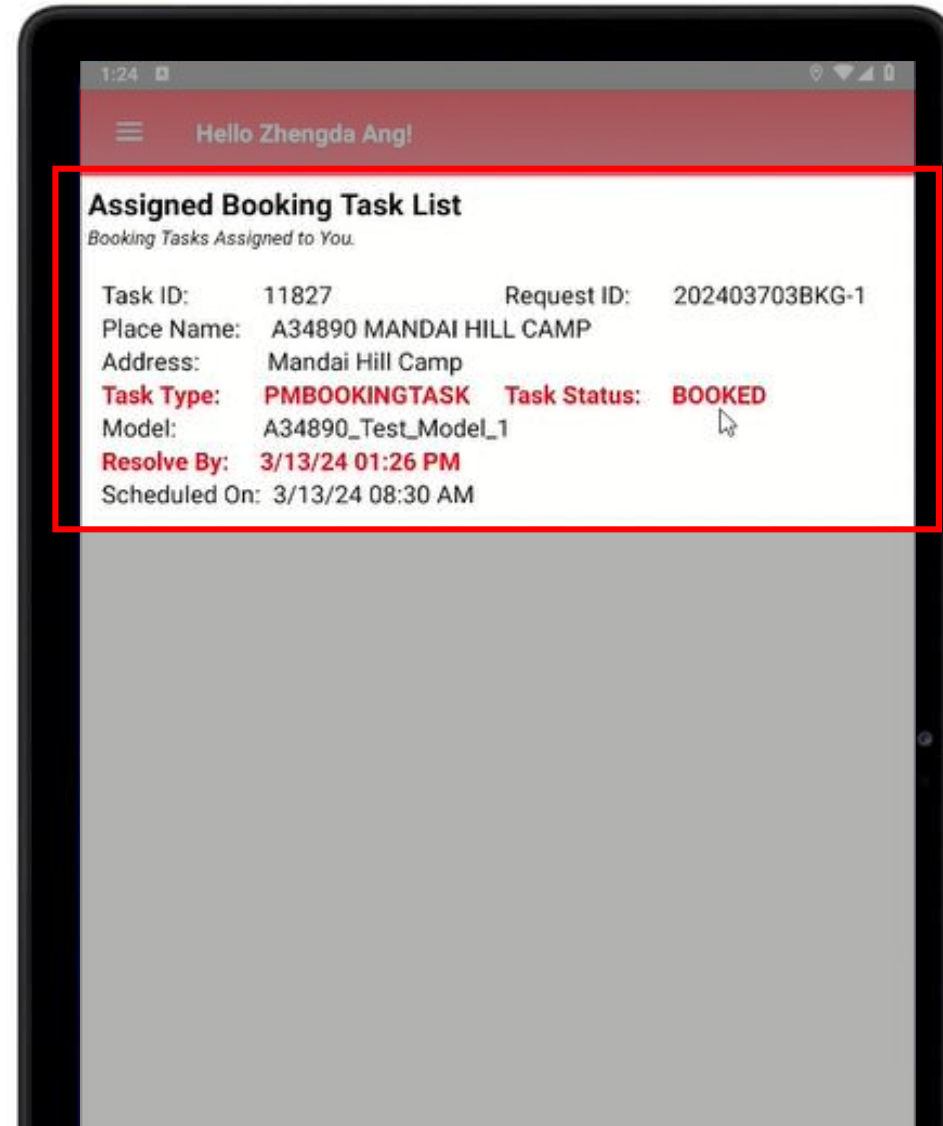 1:24
Hello Zhengda Ang!
Assigned Booking Task List
Booking Tasks Assigned to You.
Task ID: 11827 Request ID: 202403703BKG-1
Place Name: A34890 MANDAI HILL CAMP
Address: Mandai Hill Camp
Task Type: PMBOOKINGTASK Task Status: BOOKED
Model: A34890_Test_Model_1
Resolve By: 3/13/24 01:26 PM
Scheduled On: 3/13/24 08:30 AM